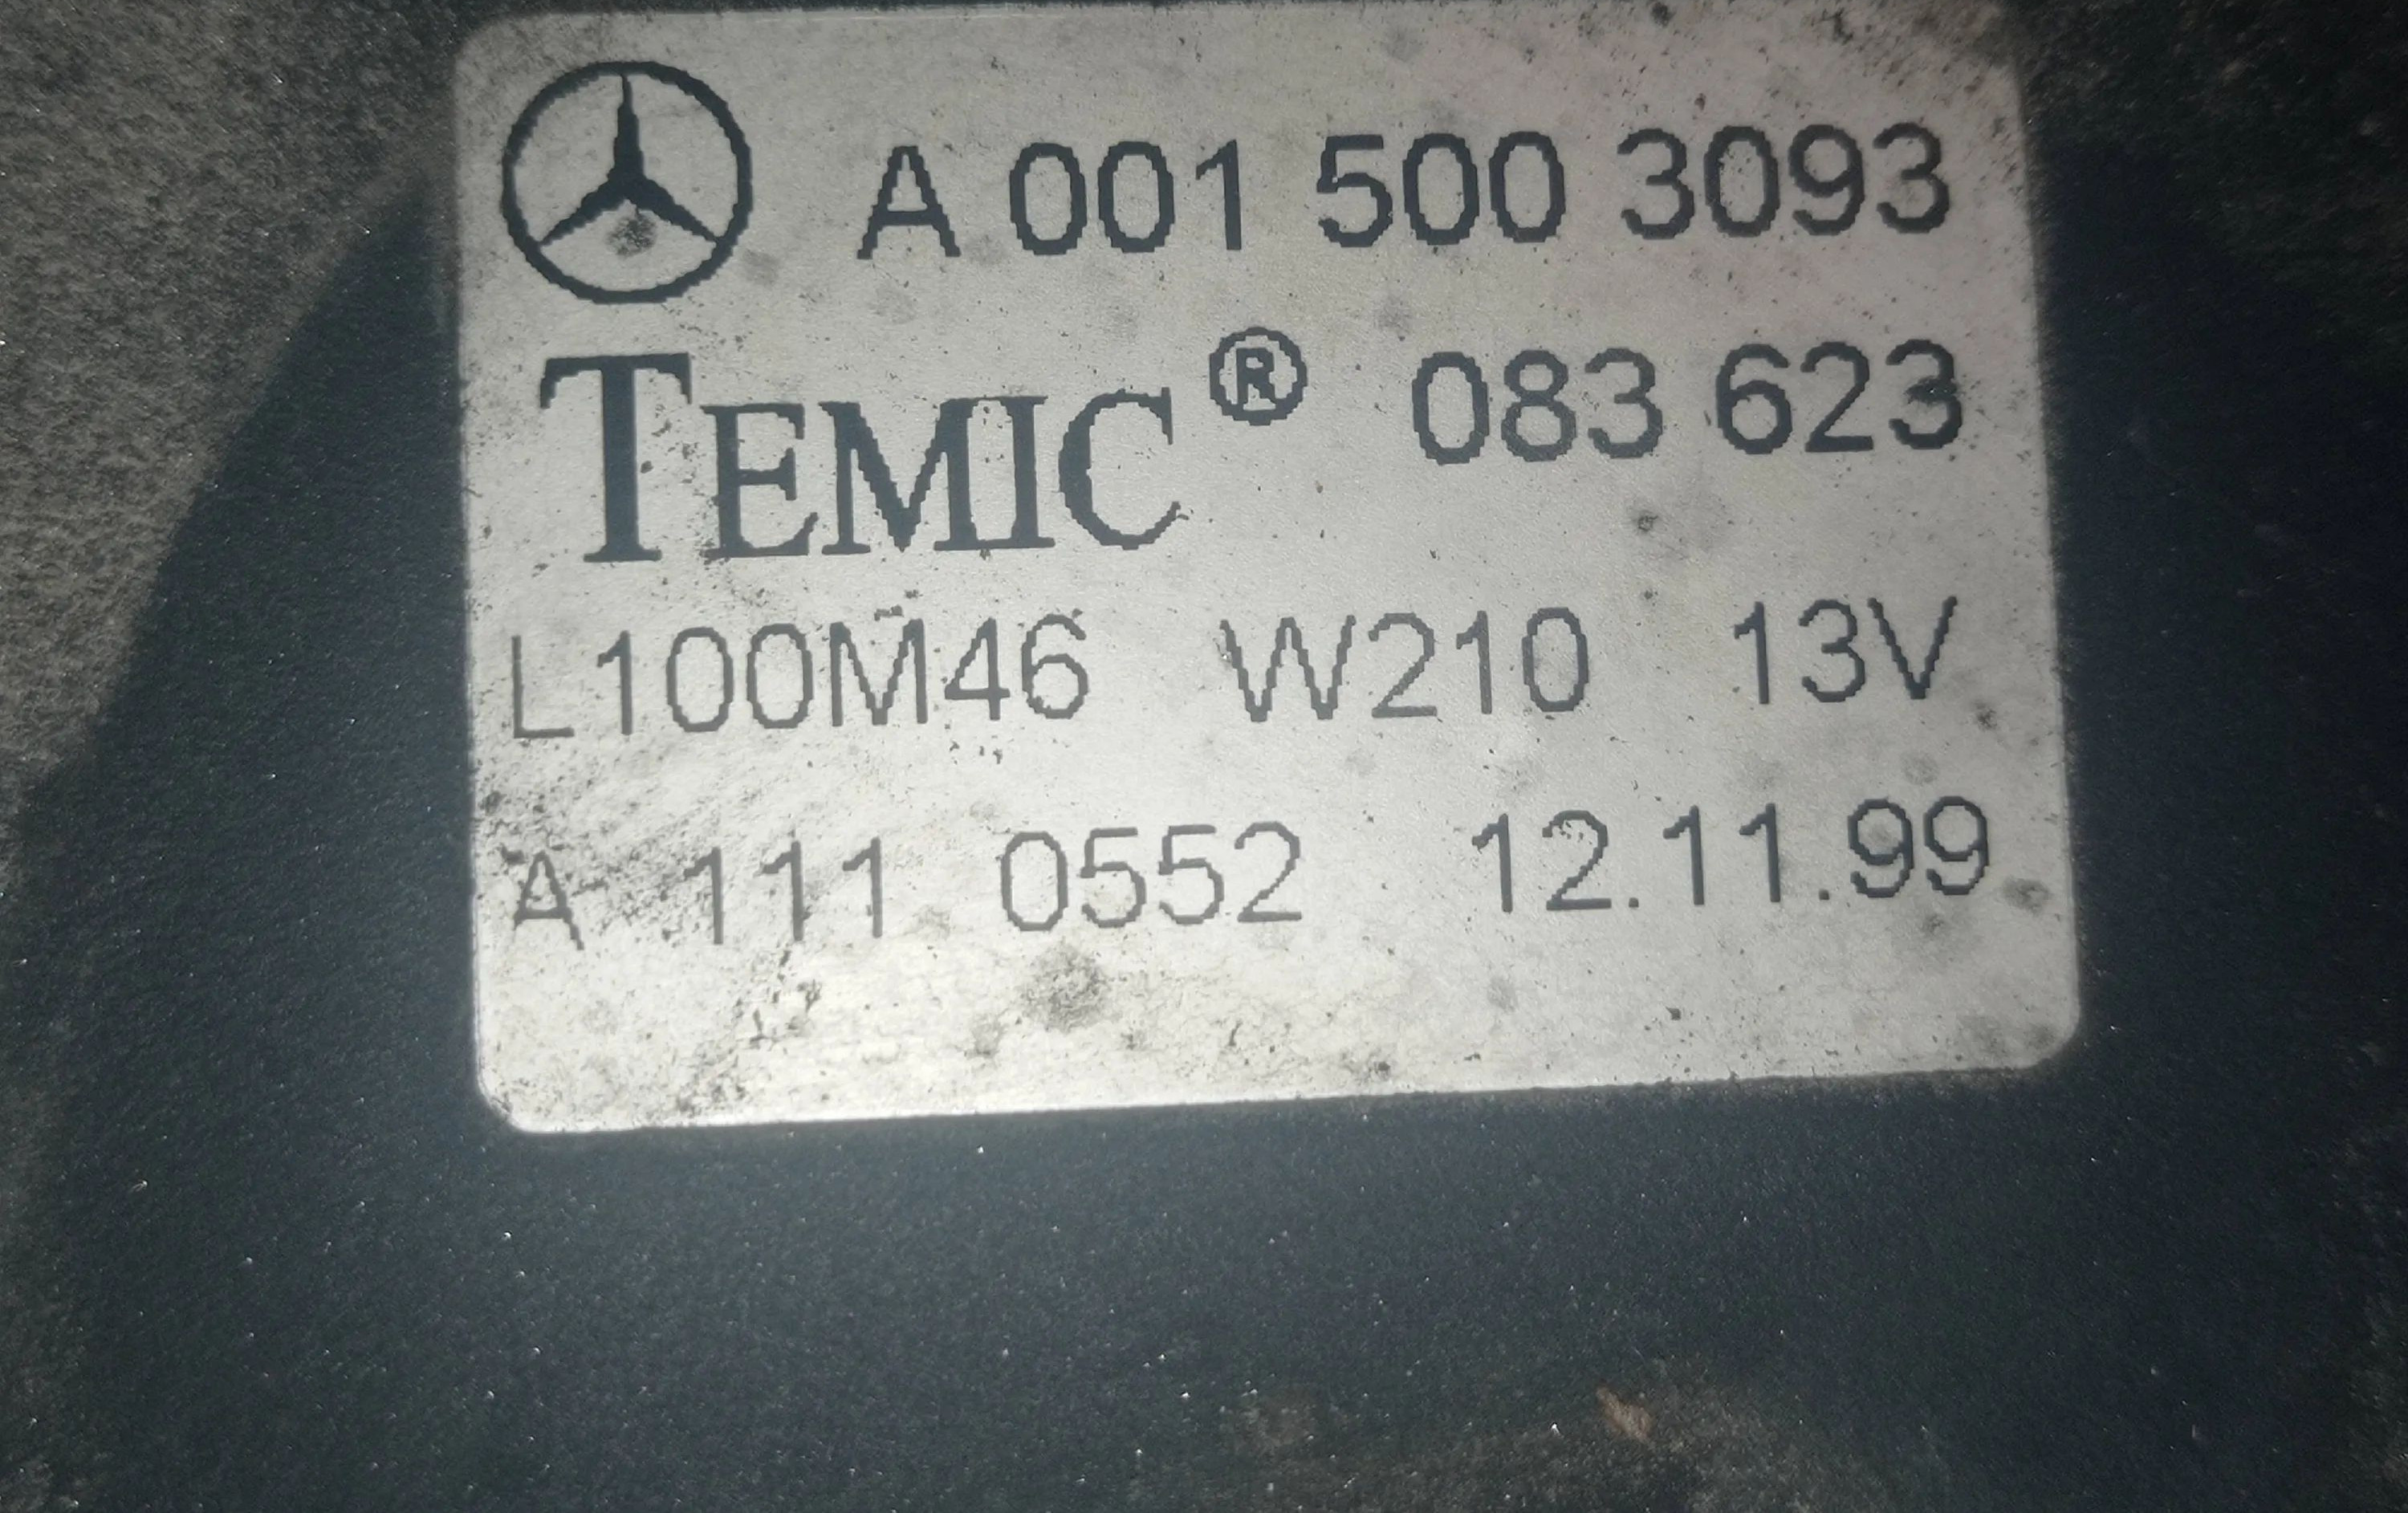 A 001 500 3093
TEMIC® 083 623
L100M46 W210 13V
A 111 0552 12.11.99